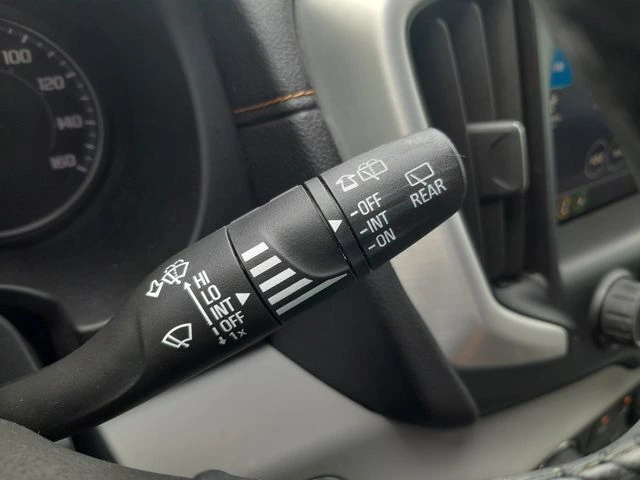 100
120
140
160
REAR
-OFF
-INT
-ON
HI
LO
INT
OFF
1x